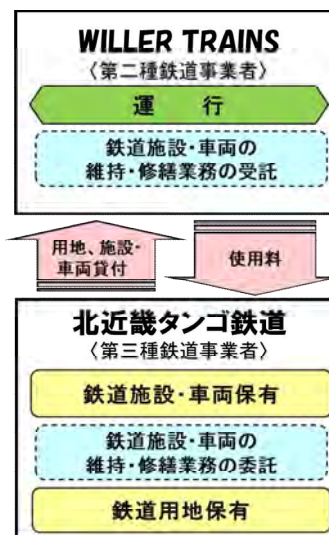 WILLER TRAINS
〈第二種鉄道事業者〉
運 行
鉄道施設・車両の
維持・修繕業務の受託
用地、施設・
車両貸付
使用料
北近畿タンゴ鉄道
〈第三種鉄道事業者〉
鉄道施設・車両保有
鉄道施設・車両の
維持・修繕業務の委託
鉄道用地保有